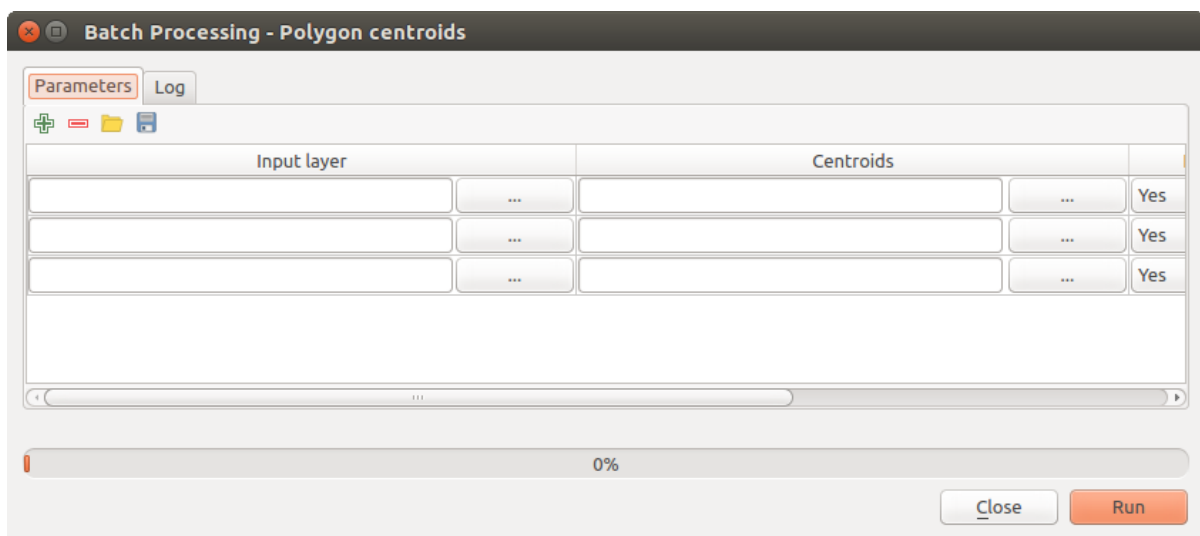 Batch Processing - Polygon centroids
Parameters Log
Input layer Centroids
... ... Yes
... ... Yes
... ... Yes
0%
Close Run